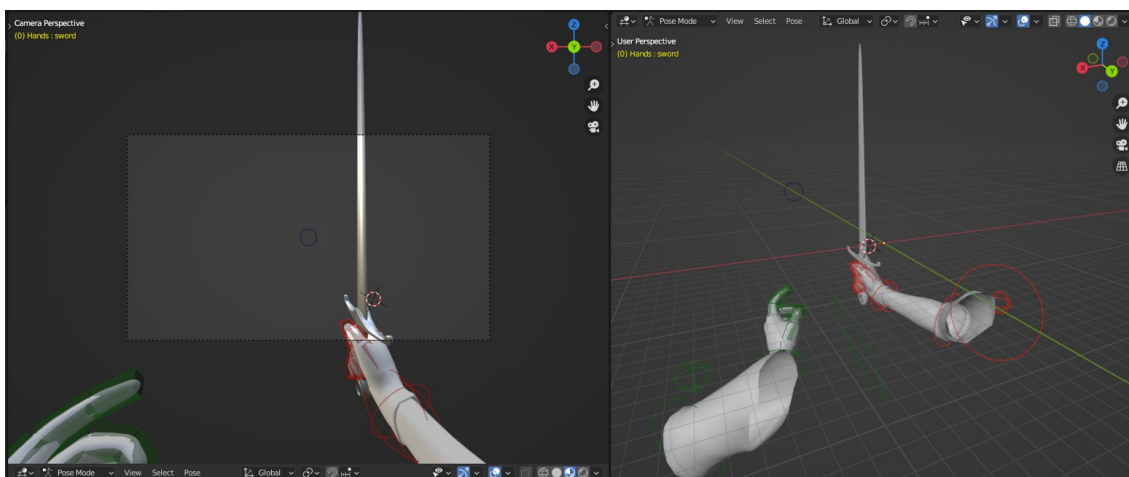 Camera Perspective
(0) Hands : sword
Z
X
Y
Pose Mode
View
Select
Pose
Global
Pose Mode
View
Select
Pose
Global
User Perspective
(0) Hands : sword
Z
X
Y